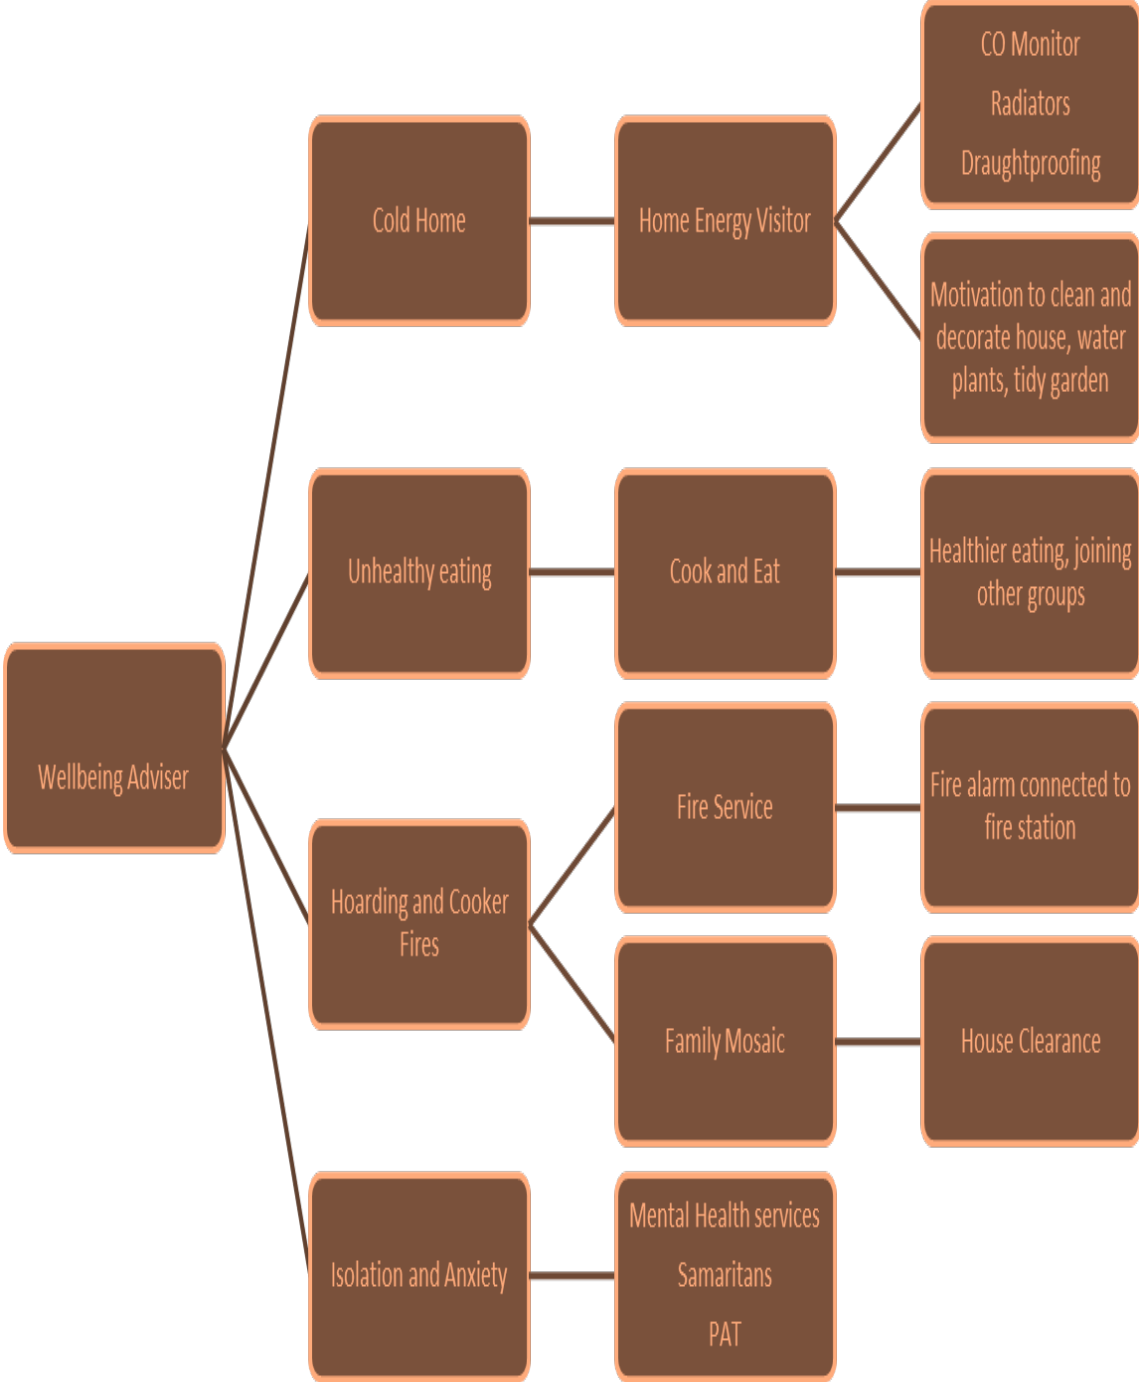 Wellbeing Adviser
Cold Home
Home Energy Visitor
CO Monitor
Radiators
Draughtproofing
Motivation to clean and
decorate house, water
plants, tidy garden
Unhealthy eating
Cook and Eat
Healthier eating, joining
other groups
Hoarding and Cooker
Fires
Fire Service
Fire alarm connected to
fire station
Family Mosaic
House Clearance
Isolation and Anxiety
Mental Health services
Samaritans
PAT